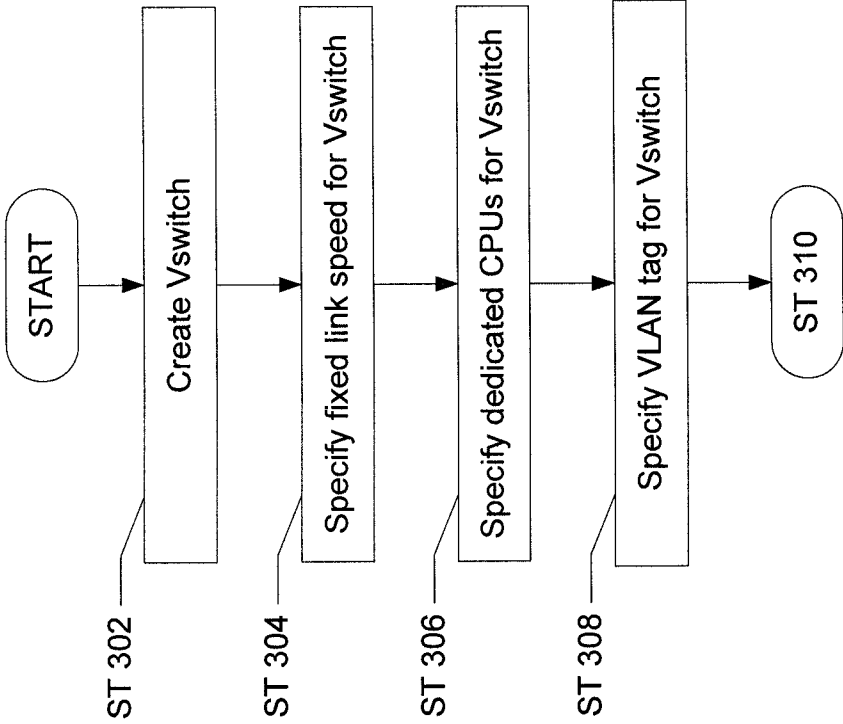 START
ST 302
Create Vswitch
ST 304
Specify fixed link speed for Vswitch
ST 306
Specify dedicated CPUs for Vswitch
ST 308
Specify VLAN tag for Vswitch
ST 310